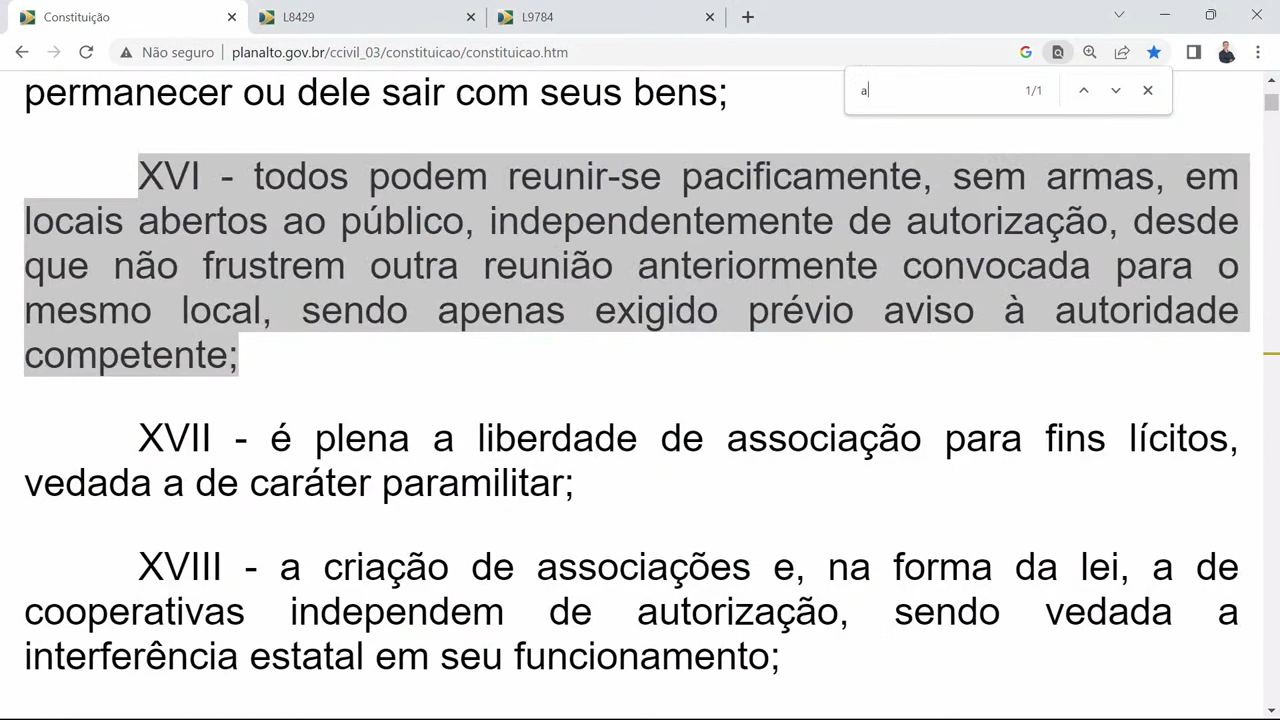 Constituição
L8429
L9784
Não seguro
planalto.gov.br/ccivil_03/constituicao/constituicao.htm
a
1/1
permanecer ou dele sair com seus bens;
XVI - todos podem reunir-se pacificamente, sem armas, em
locais abertos ao público, independentemente de autorização, desde
que não frustrem outra reunião anteriormente convocada para o
mesmo local, sendo apenas exigido prévio aviso à autoridade
competente;
XVII - é plena a liberdade de associação para fins lícitos,
vedada a de caráter paramilitar;
XVIII - a criação de associações e, na forma da lei, a de
cooperativas independem de autorização, sendo vedada a
interferência estatal em seu funcionamento;